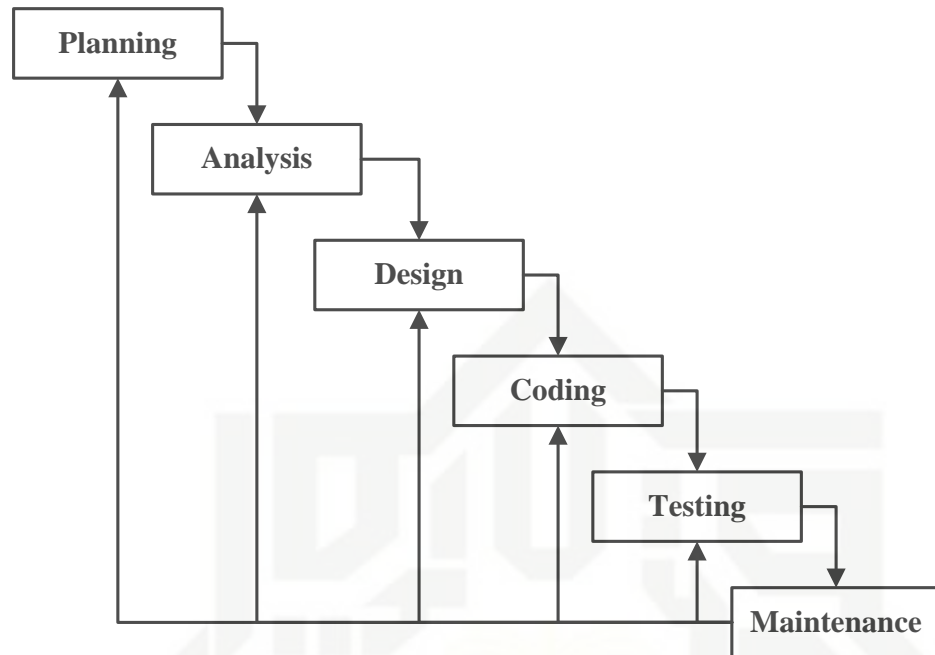 Planning
Analysis
Design
Coding
Testing
Maintenance